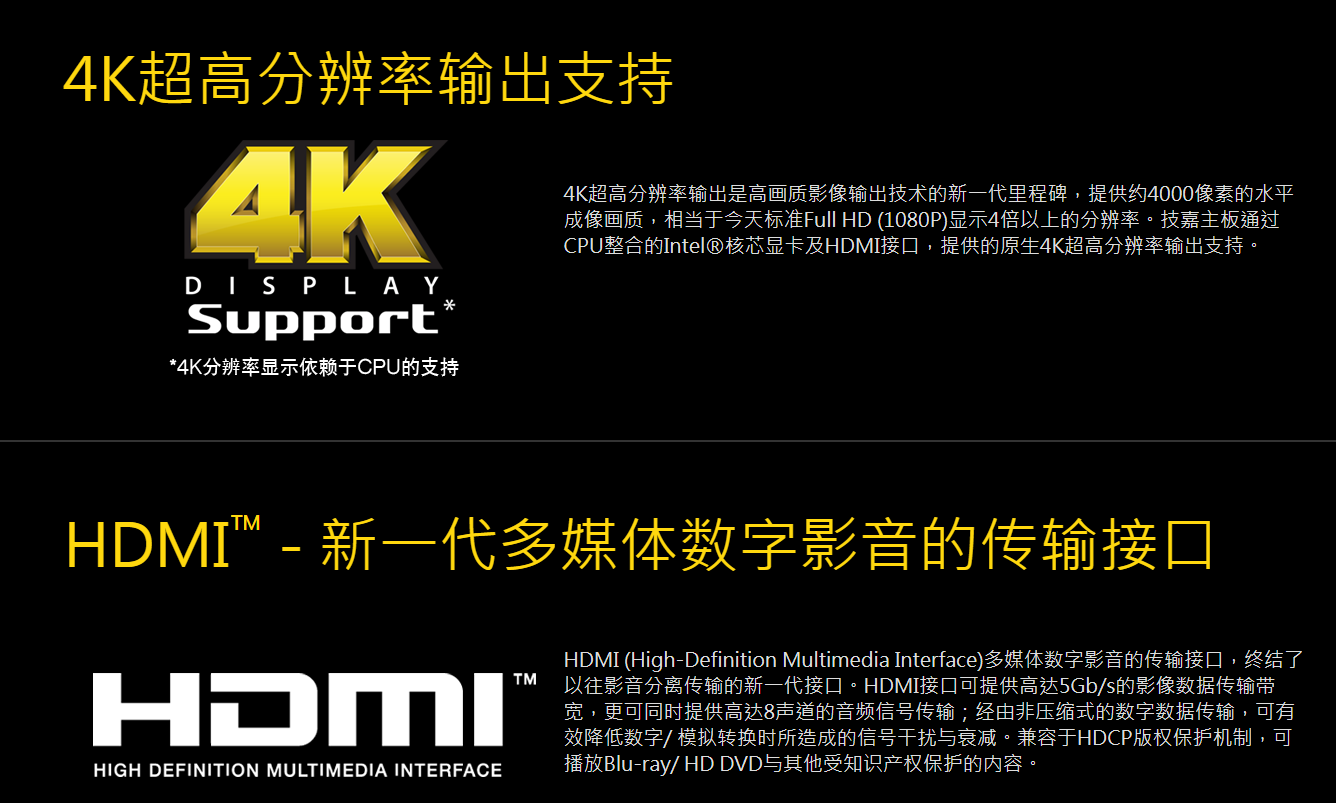 4K超高分辨率输出支持
4K
DISPLAY
Support*
*4K分辨率显示依赖于CPU的支持
4K超高分辨率输出是高画质影像输出技术的新一代里程碑，提供约4000像素的水平
成像画质，相当于今天标准Full HD (1080P)显示4倍以上的分辨率。技嘉主板通过
CPU整合的Intel®核芯显卡及HDMI接口，提供的原生4K超高分辨率输出支持。
HDMI™ - 新一代多媒体数字影音的传输接口
HDMI™
HIGH DEFINITION MULTIMEDIA INTERFACE
HDMI (High-Definition Multimedia Interface)多媒体数字影音的传输接口，终结了
以往影音分离传输的新一代接口。HDMI接口可提供高达5Gb/s的影像数据传输带
宽，更可同时提供高达8声道的音频信号传输；经由非压缩式的数字数据传输，可有
效降低数字/ 模拟转换时所造成的信号干扰与衰减。兼容于HDCP版权保护机制，可
播放Blu-ray/ HD DVD与其他受知识产权保护的内容。